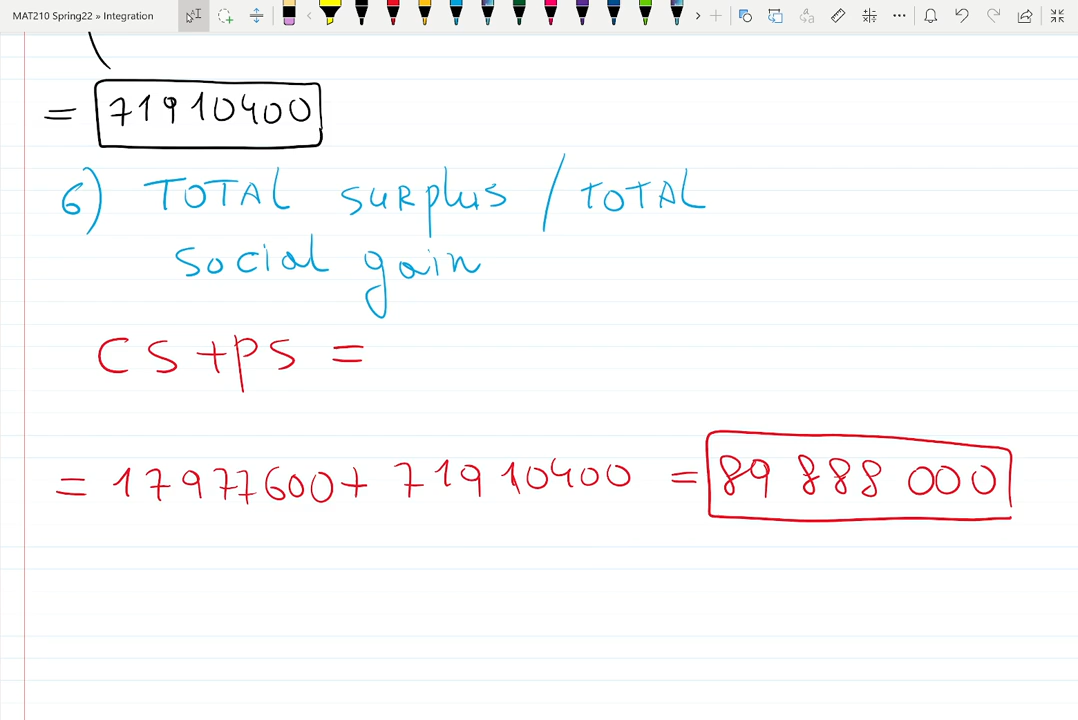 MAT210 Spring22 » Integration
= 71910400
6) TOTAL SURPLUS / TOTAL
social gain
CS+PS =
= 17977600+ 71910400 = 89 888 000